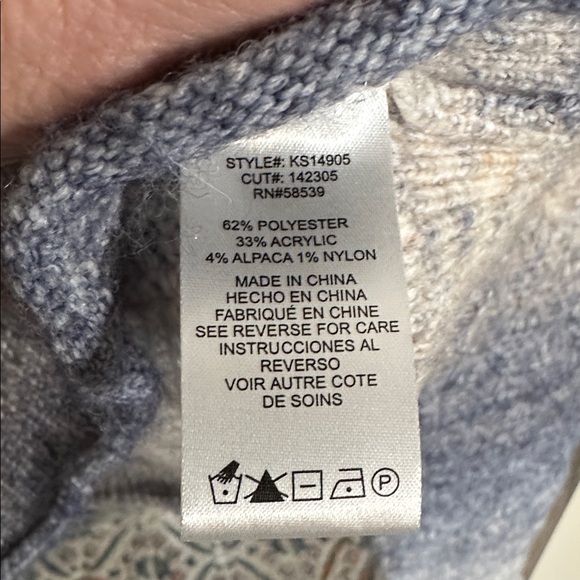 STYLE#: KS14905
CUT#: 142305
RN#58539
62% POLYESTER
33% ACRYLIC
4% ALPACA 1% NYLON
MADE IN CHINA
HECHO EN CHINA
FABRIQUÉ EN CHINE
SEE REVERSE FOR CARE
INSTRUCCIONES AL
REVERSO
VOIR AUTRE COTE
DE SOINS
P